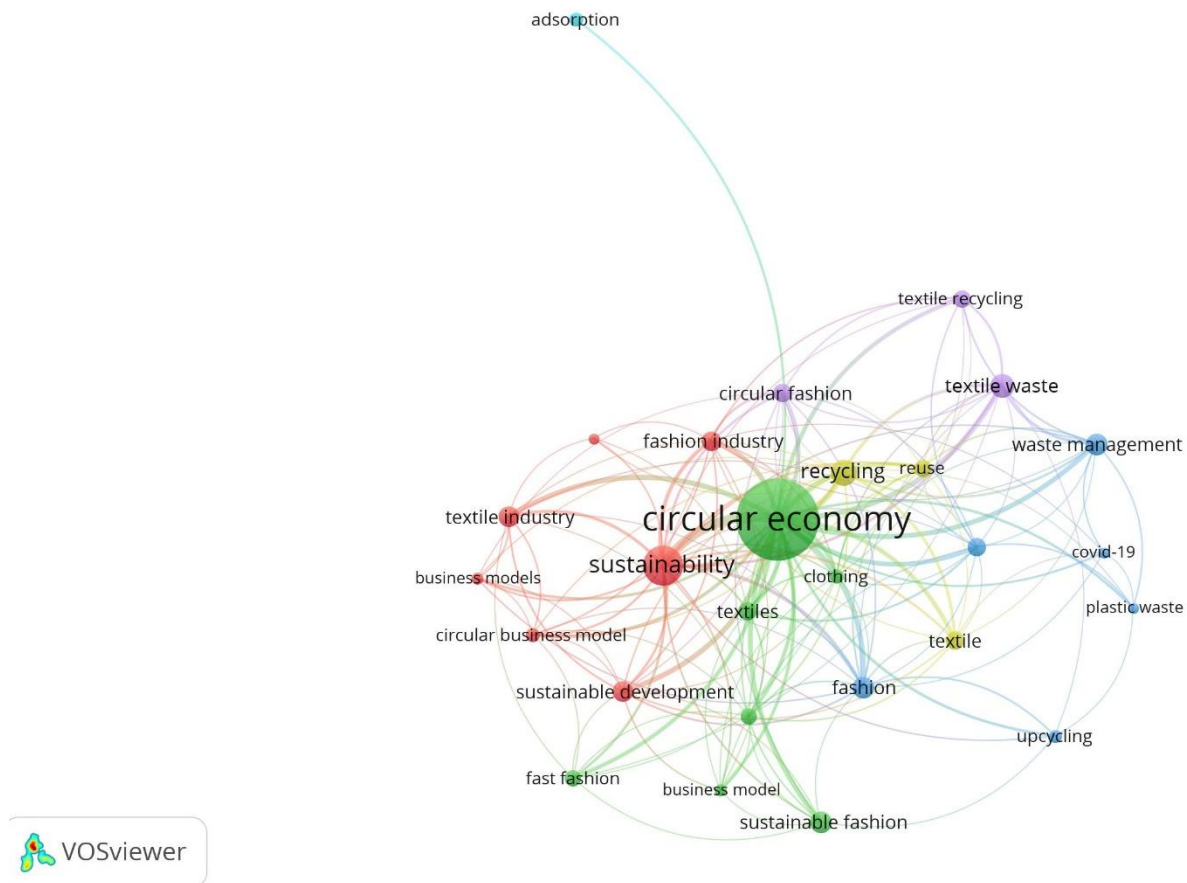 adsorption
textile recycling
textile waste
circular fashion
fashion industry
waste management
recycling
reuse
textile industry
circular economy
covid-19
sustainability
business models
clothing
plastic waste
textiles
circular business model
textile
sustainable development
fashion
upcycling
fast fashion
business model
sustainable fashion
VOSviewer